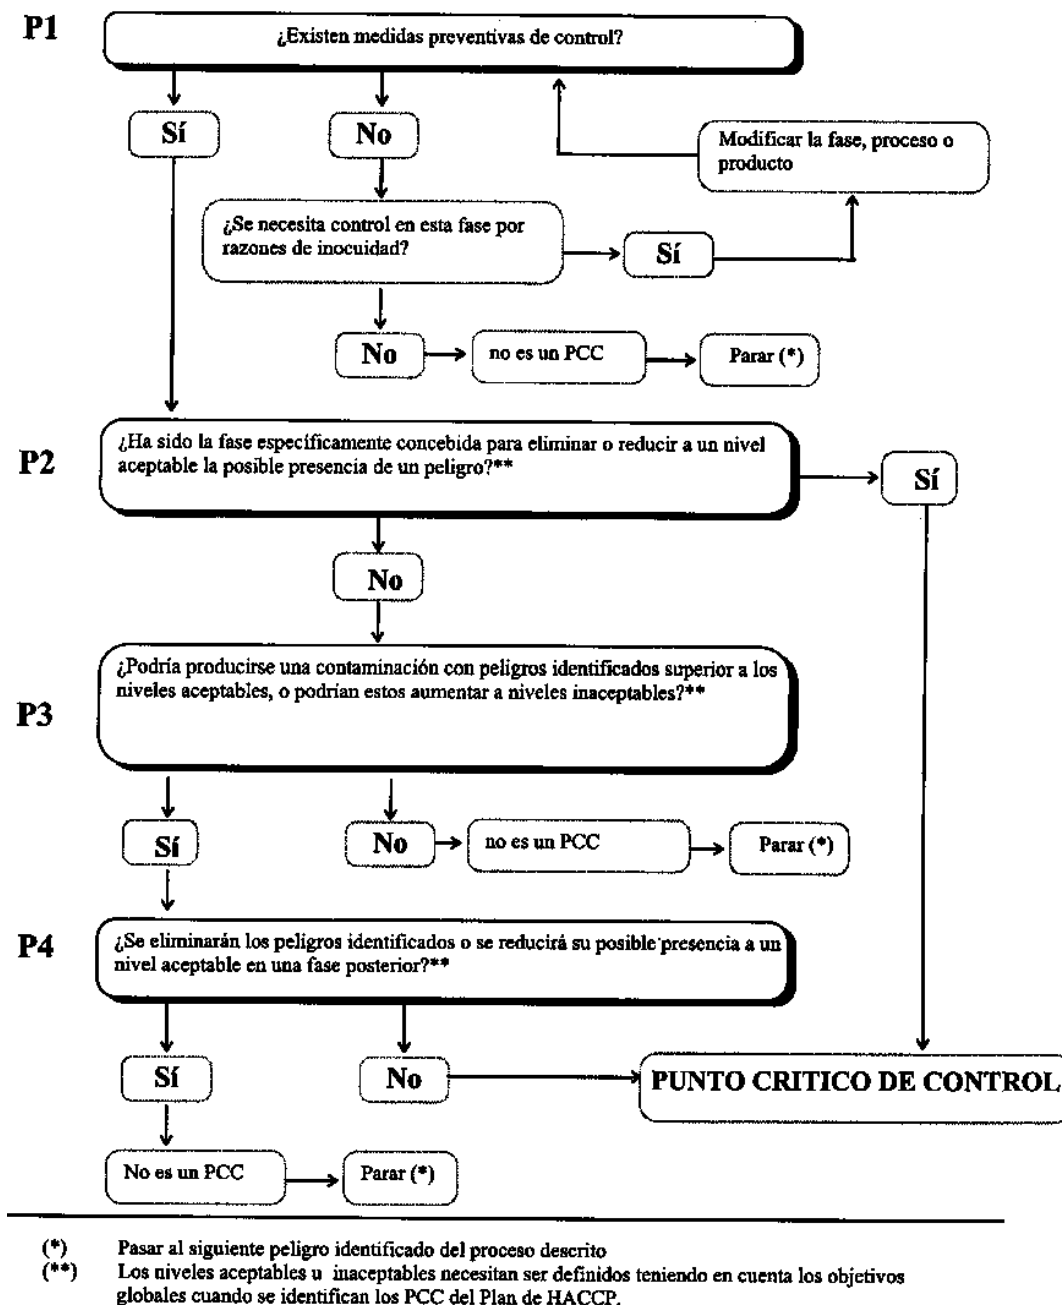 P1
¿Existen medidas preventivas de control?
Sí
No
Modificar la fase, proceso o
producto
¿Se necesita control en esta fase por
razones de inocuidad?
Sí
No
no es un PCC
Parar (*)
P2
¿Ha sido la fase específicamente concebida para eliminar o reducir a un nivel
aceptable la posible presencia de un peligro?**
Sí
No
P3
¿Podría producirse una contaminación con peligros identificados superior a los
niveles aceptables, o podrían estos aumentar a niveles inaceptables?**
Sí
No
no es un PCC
Parar (*)
P4
¿Se eliminarán los peligros identificados o se reducirá su posible presencia a un
nivel aceptable en una fase posterior?**
Sí
No
PUNTO CRITICO DE CONTROL
No es un PCC
Parar (*)
(*) Pasar al siguiente peligro identificado del proceso descrito
(**) Los niveles aceptables u inaceptables necesitan ser definidos teniendo en cuenta los objetivos
globales cuando se identifican los PCC del Plan de HACCP.